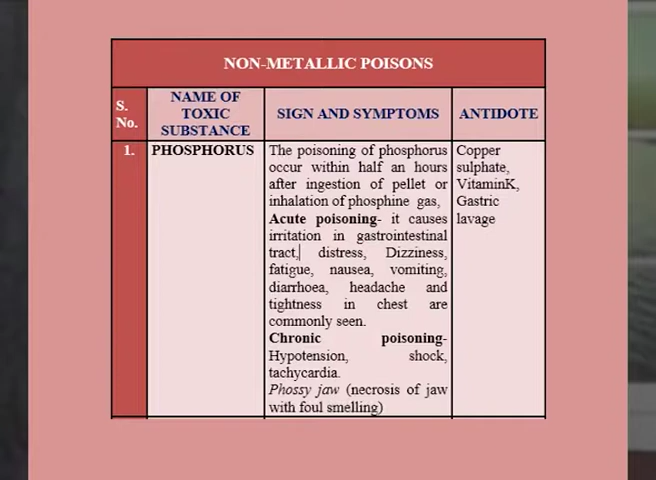 NON-METALLIC POISONS
S. No.
NAME OF TOXIC SUBSTANCE
SIGN AND SYMPTOMS
ANTIDOTE
1.
PHOSPHORUS
The poisoning of phosphorus
occur within half an hours
after ingestion of pellet or
inhalation of phosphine gas,
Acute poisoning- it causes
irritation in gastrointestinal
tract, distress, Dizziness,
fatigue, nausea, vomiting,
diarrhoea, headache and
tightness in chest are
commonly seen.
Chronic poisoning-
Hypotension, shock,
tachycardia.
Phossy jaw (necrosis of jaw
with foul smelling)
Copper
sulphate,
VitaminK,
Gastric
lavage